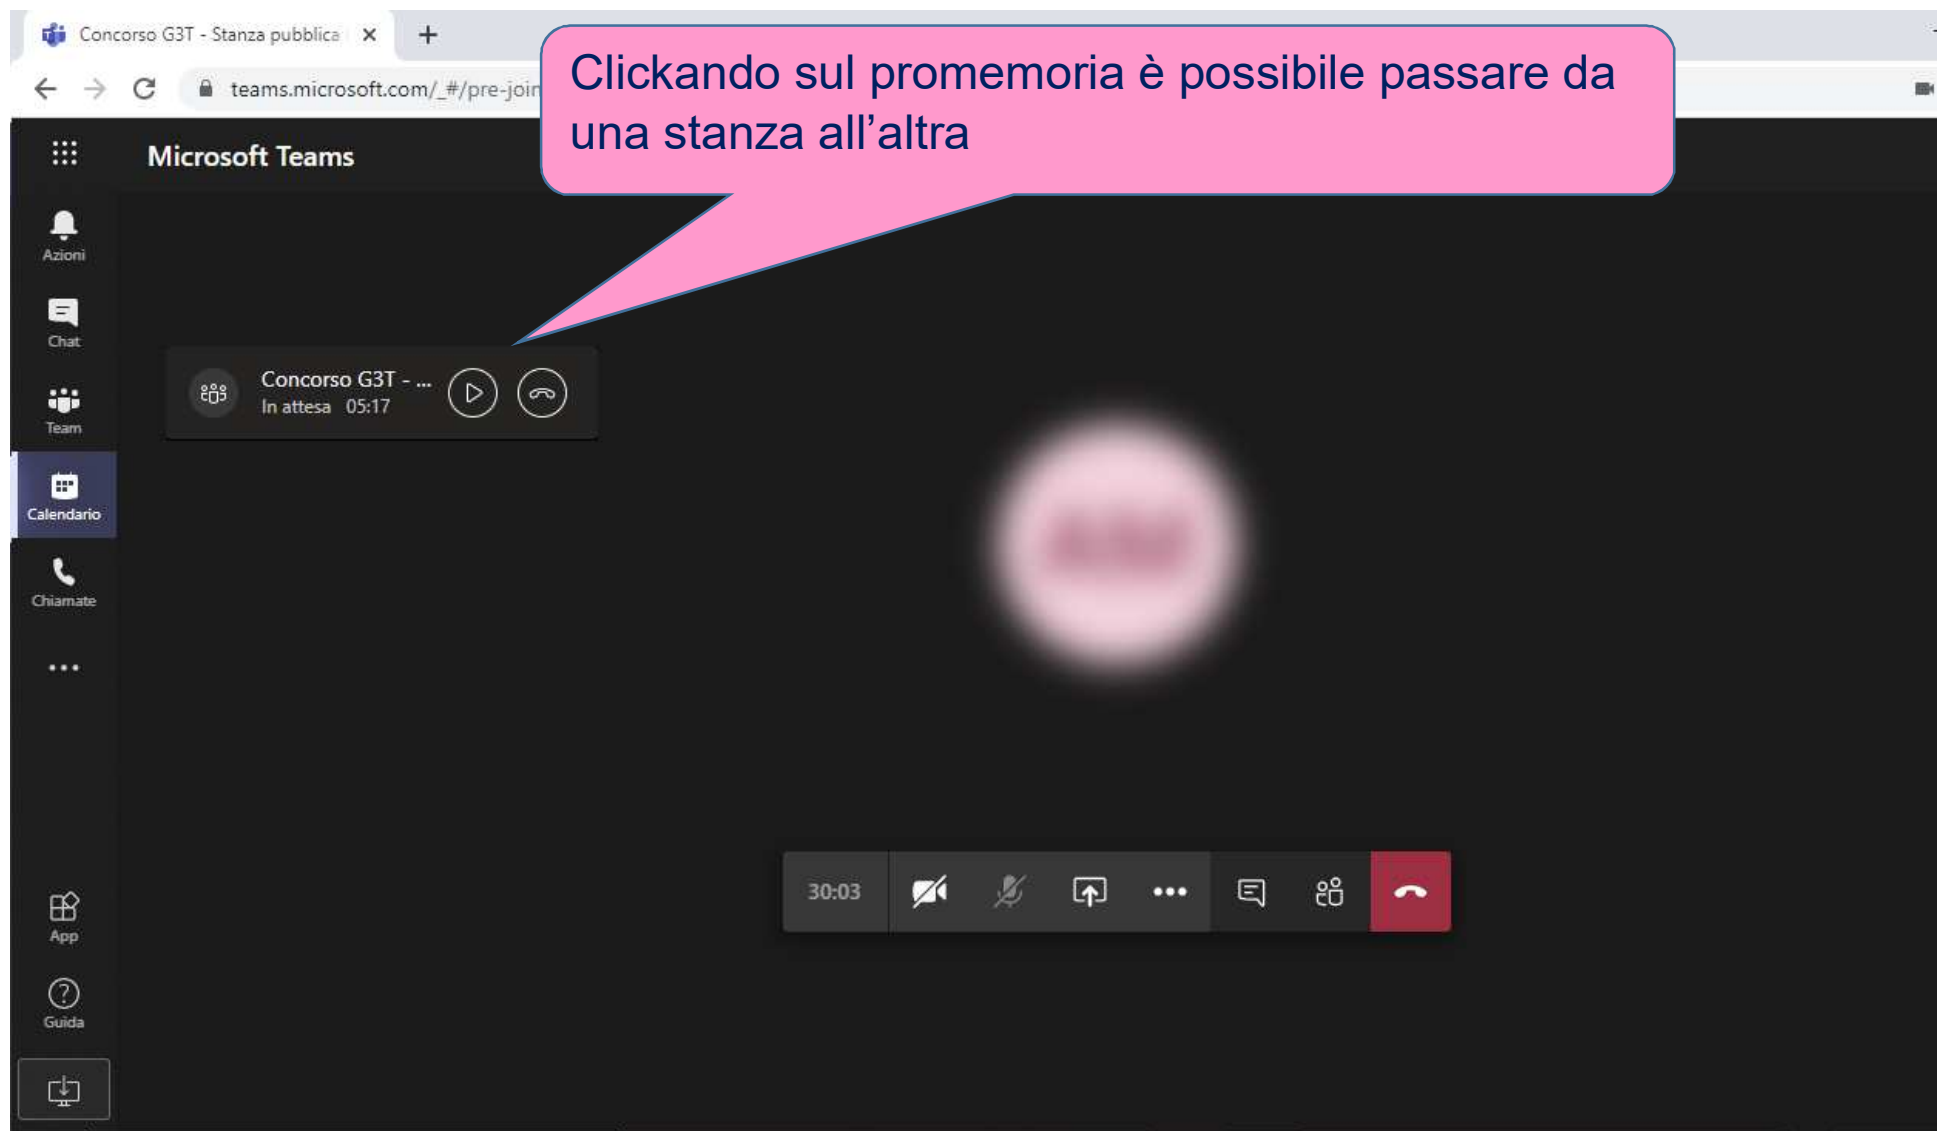 Concorso G3T - Stanza pubblica
teams.microsoft.com/_#/pre-join
Clickando sul promemoria è possibile passare da
una stanza all’altra
Microsoft Teams
Azioni
Chat
Concorso G3T - ...
In attesa 05:17
Team
Calendario
Chiamate
30:03
App
Guida